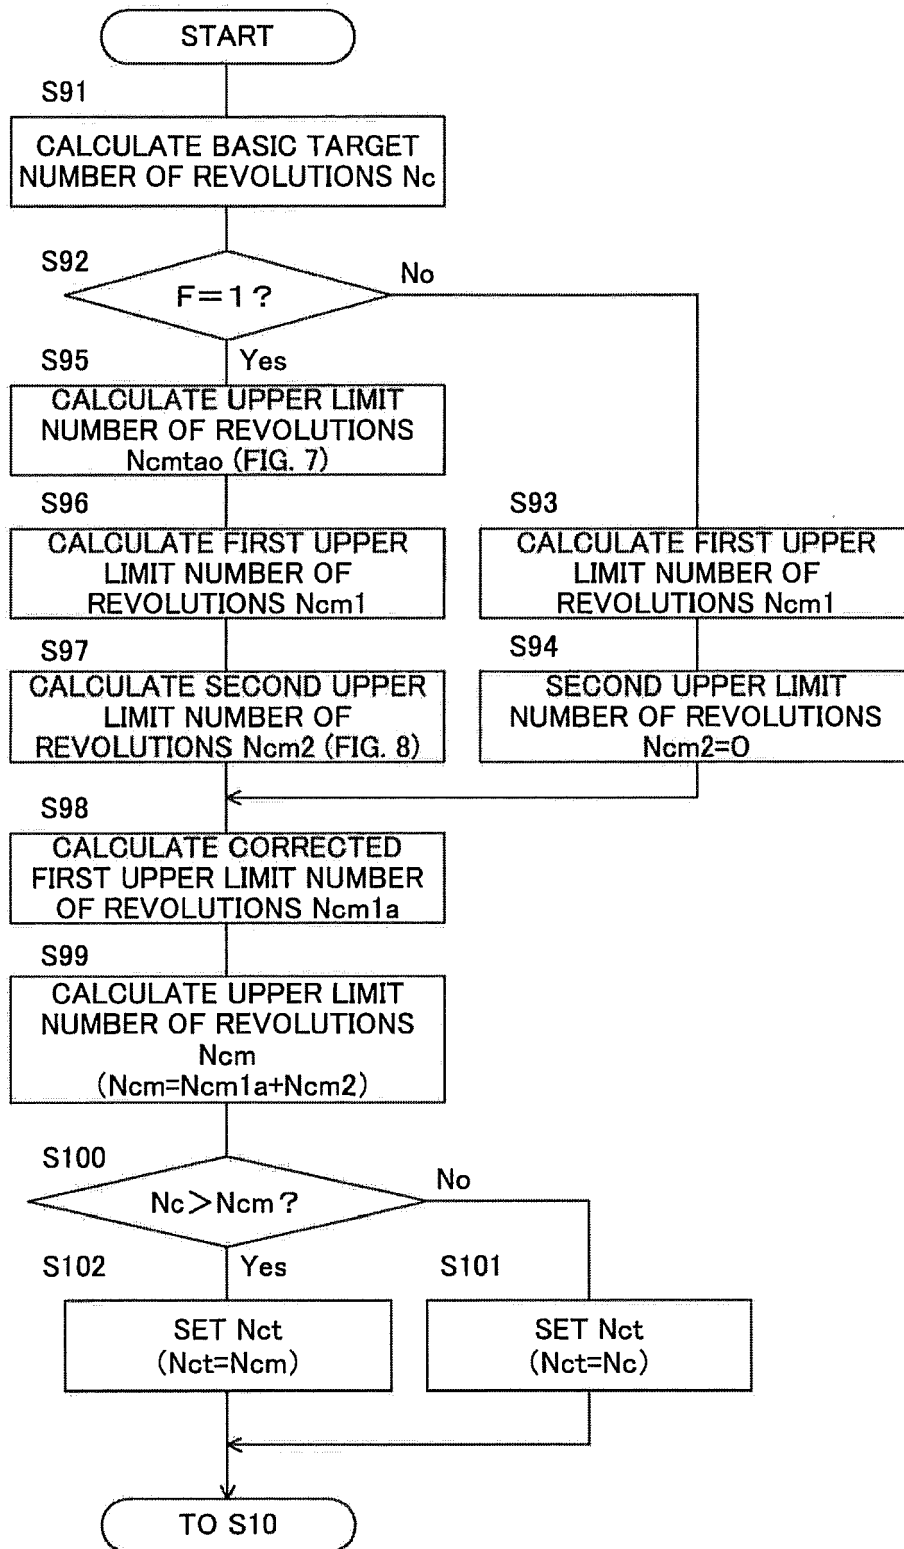 START
S91
CALCULATE BASIC TARGET
NUMBER OF REVOLUTIONS Nc
S92
F=1?
No
Yes
S95
CALCULATE UPPER LIMIT
NUMBER OF REVOLUTIONS
Ncmtao (FIG. 7)
S96
CALCULATE FIRST UPPER
LIMIT NUMBER OF
REVOLUTIONS Ncm1
S93
CALCULATE FIRST UPPER
LIMIT NUMBER OF
REVOLUTIONS Ncm1
S97
CALCULATE SECOND UPPER
LIMIT NUMBER OF
REVOLUTIONS Ncm2 (FIG. 8)
S94
SECOND UPPER LIMIT
NUMBER OF REVOLUTIONS
Ncm2=0
S98
CALCULATE CORRECTED
FIRST UPPER LIMIT NUMBER
OF REVOLUTIONS Ncm1a
S99
CALCULATE UPPER LIMIT
NUMBER OF REVOLUTIONS
Ncm
(Ncm=Ncm1a+Ncm2)
S100
Nc>Ncm?
No
Yes
S102
SET Nct
(Nct=Ncm)
S101
SET Nct
(Nct=Nc)
TO S10